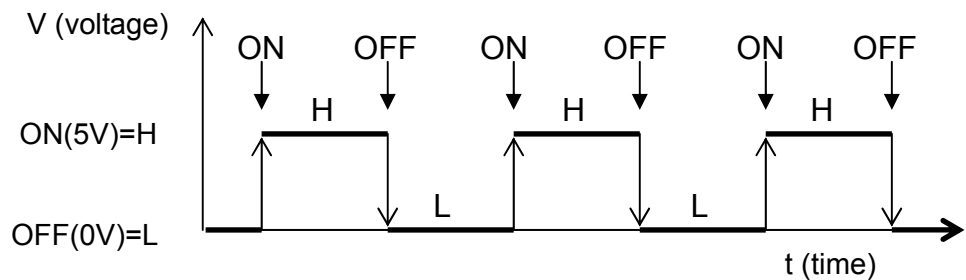 V (voltage)
ON OFF ON OFF ON OFF
H H H
ON(5V)=H
L L
OFF(0V)=L
t (time)